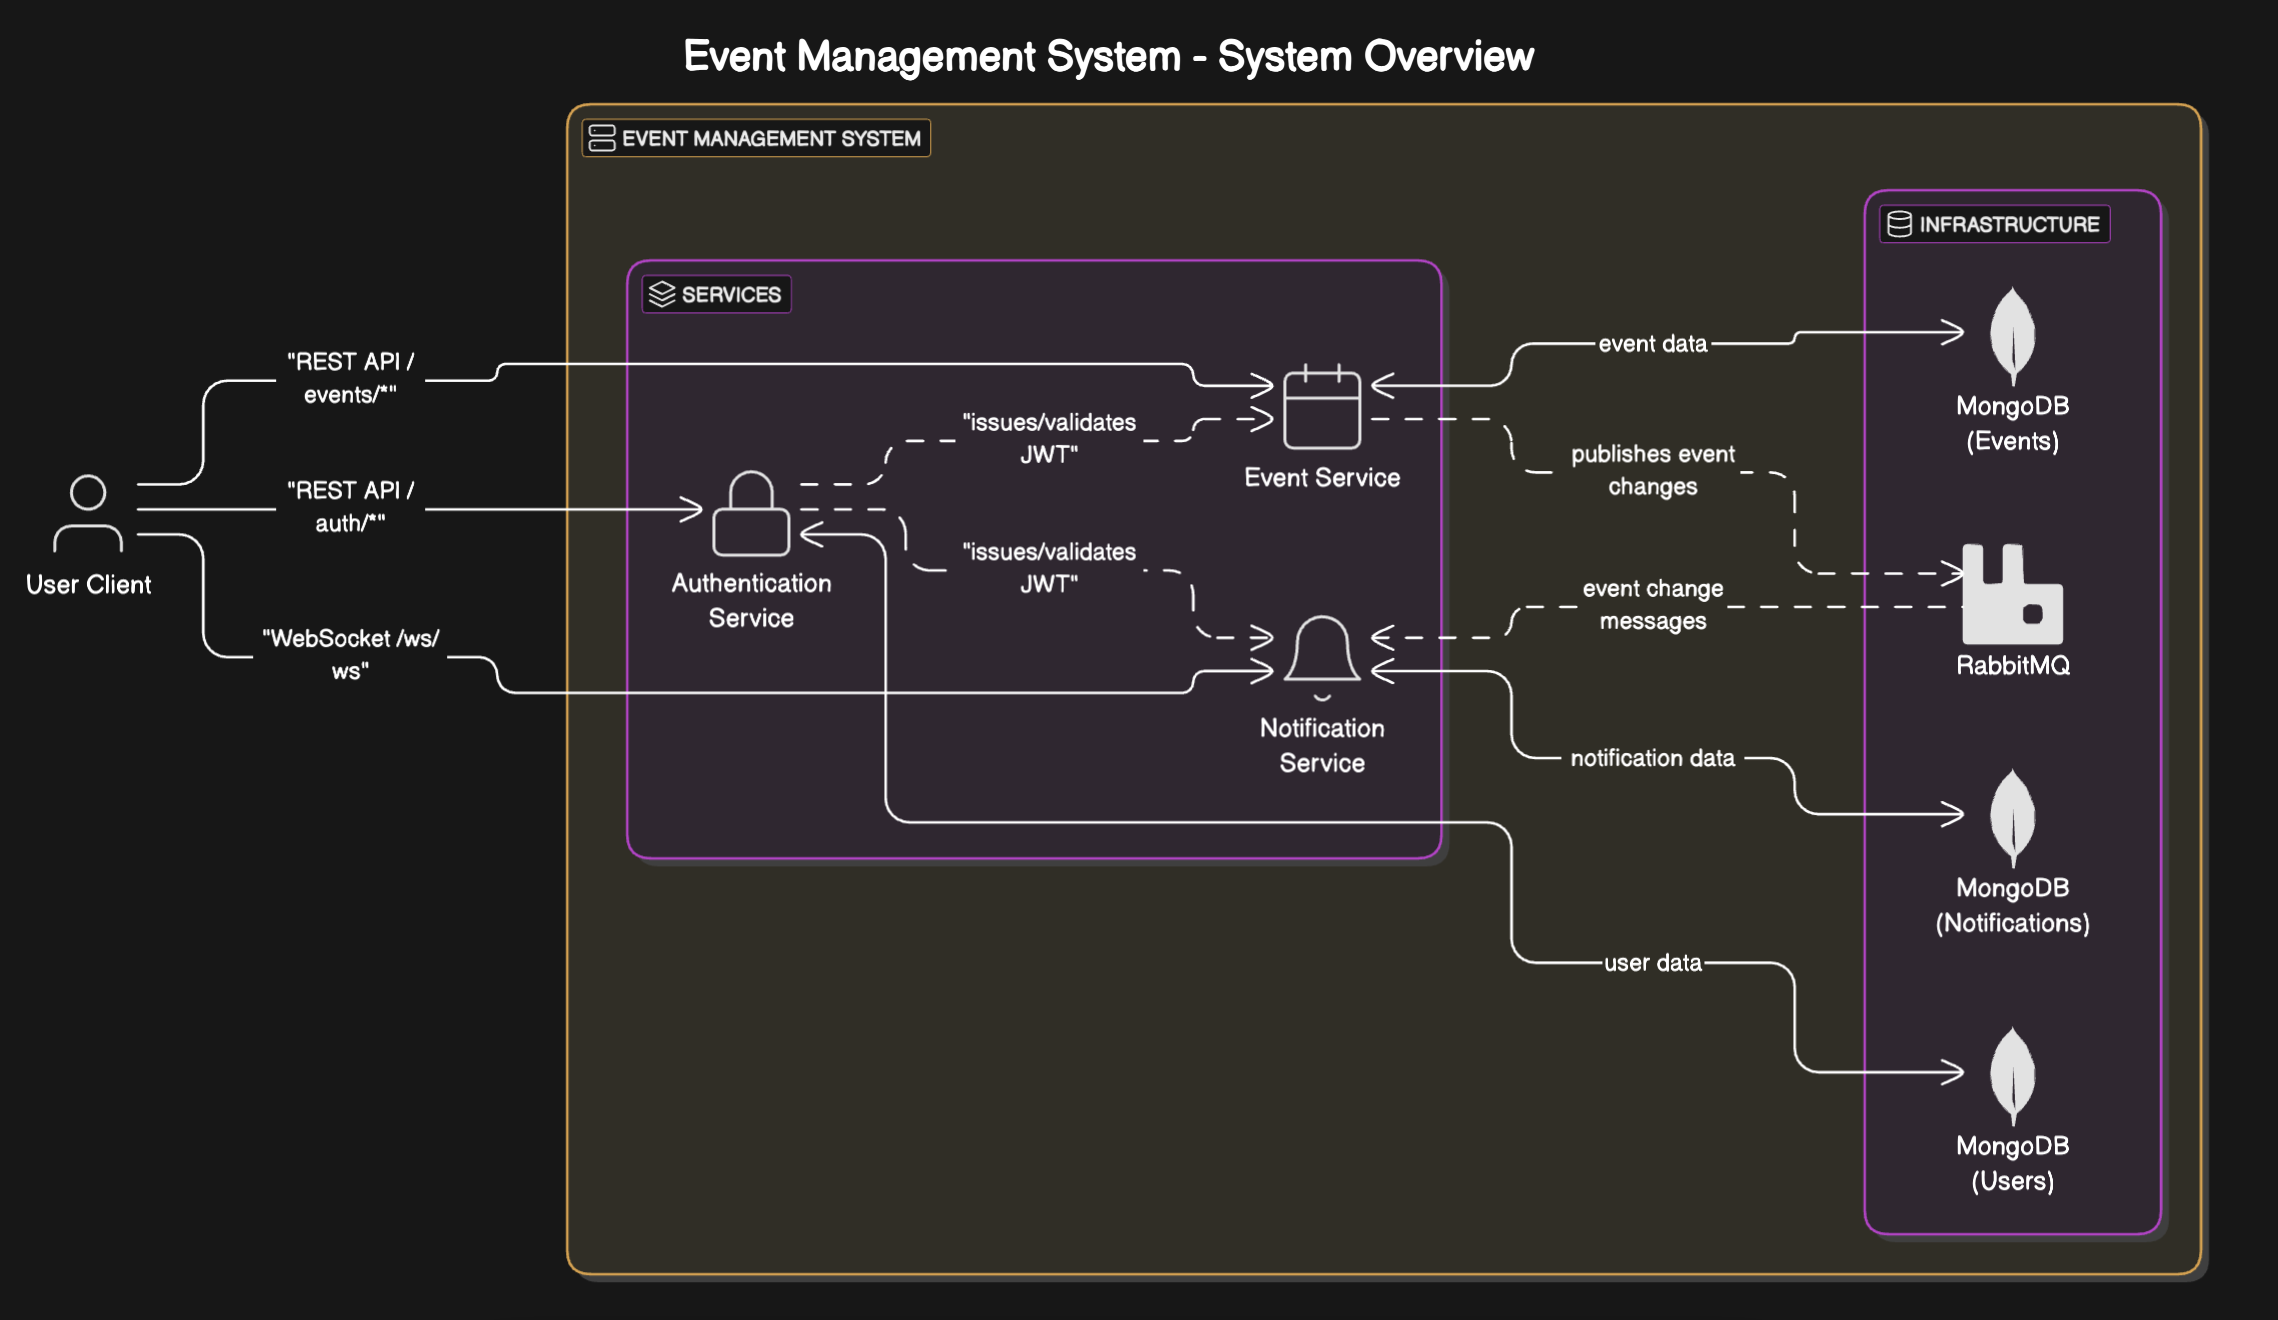 Event Management System - System Overview
EVENT MANAGEMENT SYSTEM
INFRASTRUCTURE
SERVICES
"REST API /
events/*"
"REST API /
auth/*"
"WebSocket /ws/
ws"
User Client
Authentication
Service
"issues/validates
JWT"
"issues/validates
JWT"
Event Service
Notification
Service
event data
publishes event
changes
event change
messages
notification data
user data
MongoDB
(Events)
RabbitMQ
MongoDB
(Notifications)
MongoDB
(Users)